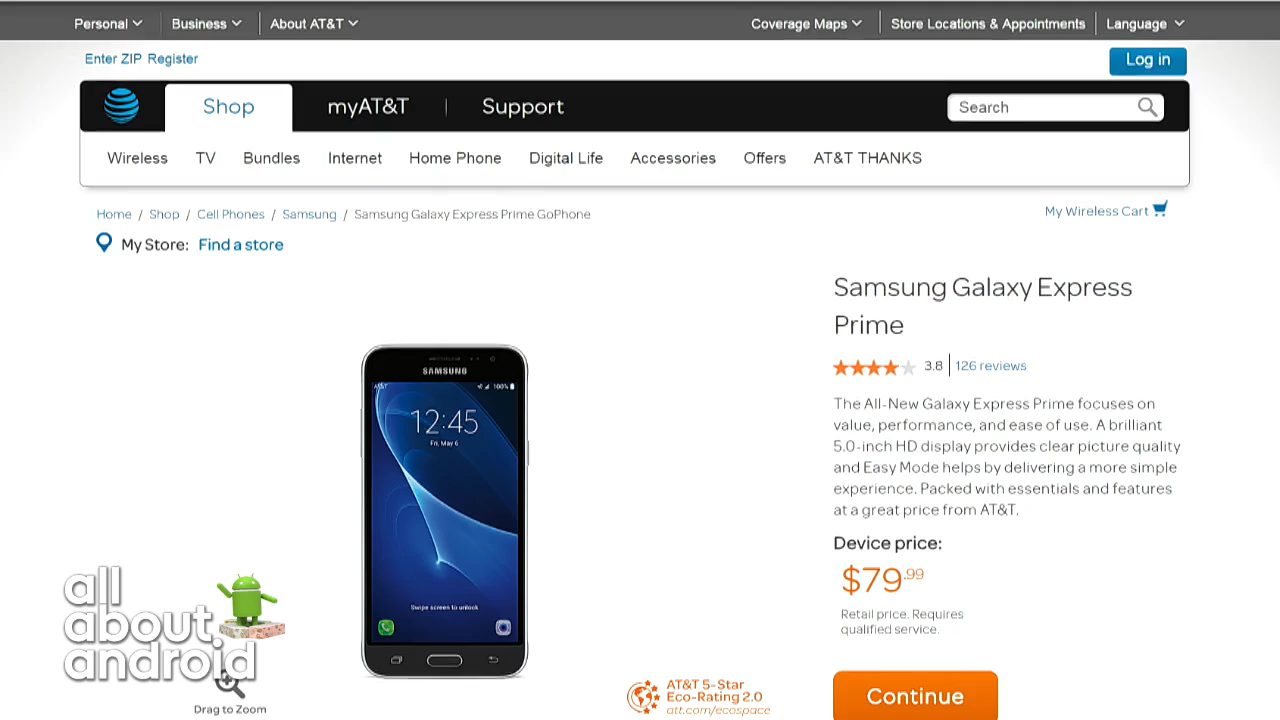 Personal
Business
About AT&T
Coverage Maps
Store Locations & Appointments
Language
Enter ZIP Register
Log in
Shop
myAT&T
Support
Search
Wireless
TV
Bundles
Internet
Home Phone
Digital Life
Accessories
Offers
AT&T THANKS
Home / Shop / Cell Phones / Samsung / Samsung Galaxy Express Prime GoPhone
My Wireless Cart
My Store: Find a store
Samsung Galaxy Express
Prime
3.8
126 reviews
The All-New Galaxy Express Prime focuses on
value, performance, and ease of use. A brilliant
5.0-inch HD display provides clear picture quality
and Easy Mode helps by delivering a more simple
experience. Packed with essentials and features
at a great price from AT&T.
Device price:
$79.99
Retail price. Requires
qualified service.
Continue
SAMSUNG
AT&T
100%
12:45
Fri, May 6
Swipe screen to unlock
all
about
android
Drag to Zoom
AT&T 5-Star
Eco-Rating 2.0
att.com/ecospace